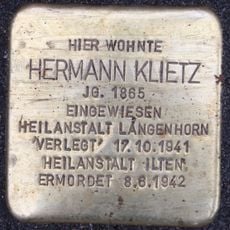 HIER WOHNTE
HERMANN KLIETZ
JG. 1865
EINGEWIESEN
HEILANSTALT LANGENHORN
'VERLEGT' 17.10.1941
HEILANSTALT ILTEN
ERMORDET 8.6.1942